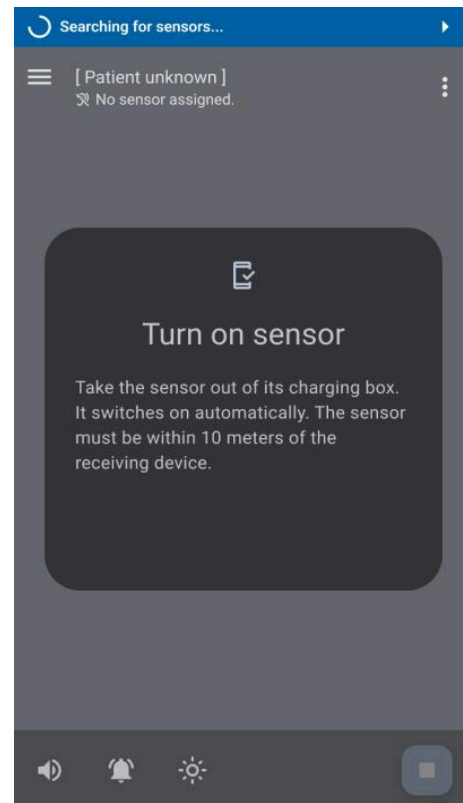 Searching for sensors...
[ Patient unknown ]
No sensor assigned.
Turn on sensor
Take the sensor out of its charging box.
It switches on automatically. The sensor
must be within 10 meters of the
receiving device.